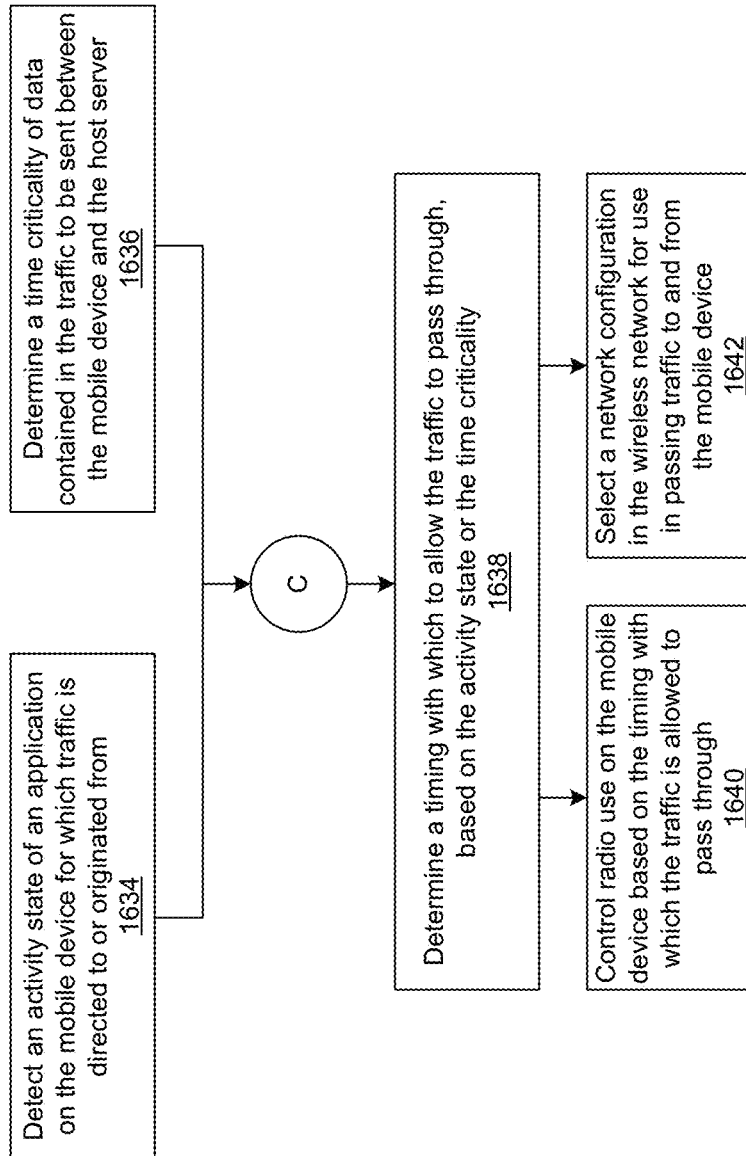 Detect an activity state of an application
on the mobile device for which traffic is
directed to or originated from
1634
Determine a time criticality of data
contained in the traffic to be sent between
the mobile device and the host server
1636
C
Determine a timing with which to allow the traffic to pass through,
based on the activity state or the time criticality
1638
Control radio use on the mobile
device based on the timing with
which the traffic is allowed to
pass through
1640
Select a network configuration
in the wireless network for use
in passing traffic to and from
the mobile device
1642